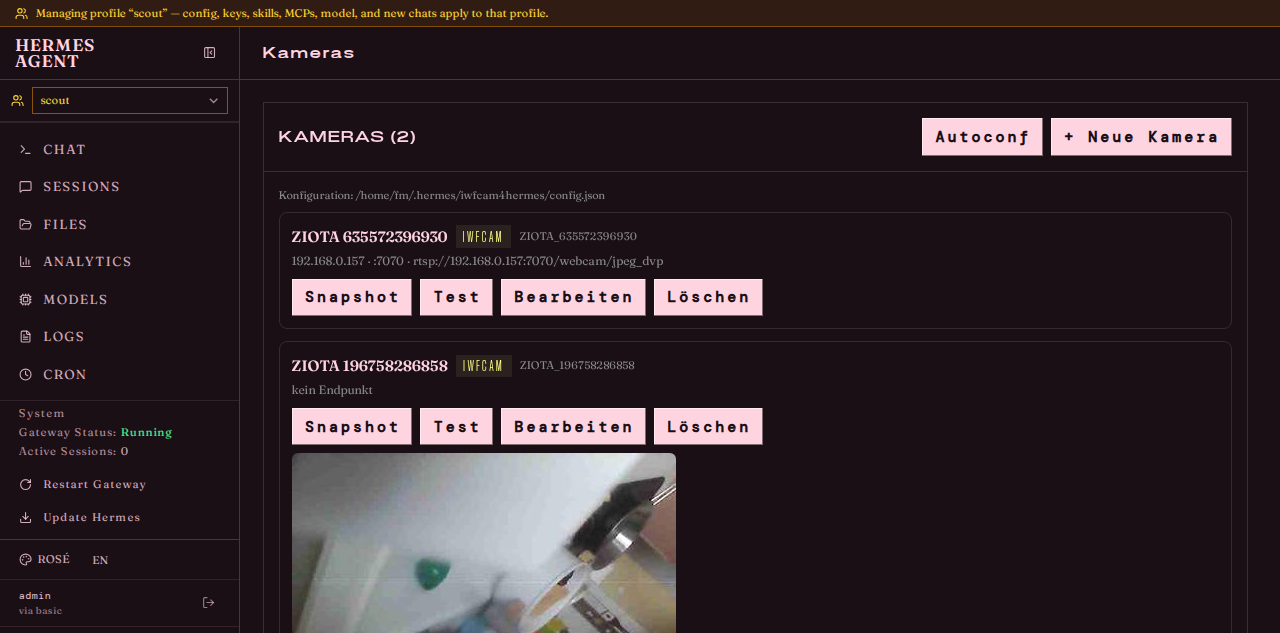 Managing profile “scout” — config, keys, skills, MCPs, model, and new chats apply to that profile.
HERMES
AGENT
Kameras
scout
CHAT
SESSIONS
FILES
ANALYTICS
MODELS
LOGS
CRON
System
Gateway Status: Running
Active Sessions: 0
Restart Gateway
Update Hermes
ROSÉ EN
admin
via basic
KAMERAS (2)
Autoconf
+ Neue Kamera
Konfiguration: /home/fm/.hermes/iwfcam4hermes/config.json
ZIOTA 635572396930 IWFCAM ZIOTA_635572396930
192.168.0.157 · :7070 · rtsp://192.168.0.157:7070/webcam/jpeg_dvp
Snapshot Test Bearbeiten Löschen
ZIOTA 196758286858 IWFCAM ZIOTA_196758286858
kein Endpunkt
Snapshot Test Bearbeiten Löschen